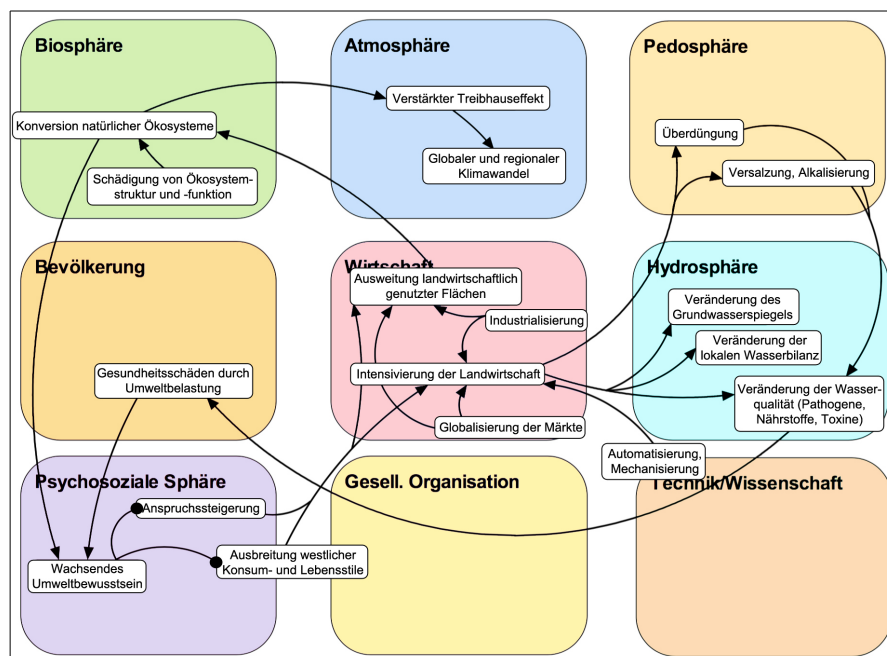 Biosphäre
Konversion natürlicher Ökosysteme
Schädigung von Ökosystem-
struktur und -funktion
Atmosphäre
Verstärkter Treibhauseffekt
Globaler und regionaler
Klimawandel
Pedosphäre
Überdüngung
Versalzung, Alkalisierung
Bevölkerung
Gesundheitsschäden durch
Umweltbelastung
Wirtschaft
Ausweitung landwirtschaftlich
genutzter Flächen
Industrialisierung
Intensivierung der Landwirtschaft
Globalisierung der Märkte
Hydrosphäre
Veränderung des
Grundwasserspiegels
Veränderung der
lokalen Wasserbilanz
Veränderung der Wasser-
qualität (Pathogene,
Nährstoffe, Toxine)
Automatisierung,
Mechanisierung
Psychosoziale Sphäre
Anspruchssteigerung
Ausbreitung westlicher
Konsum- und Lebensstile
Wachsendes
Umweltbewusstsein
Gesell. Organisation
Technik/Wissenschaft